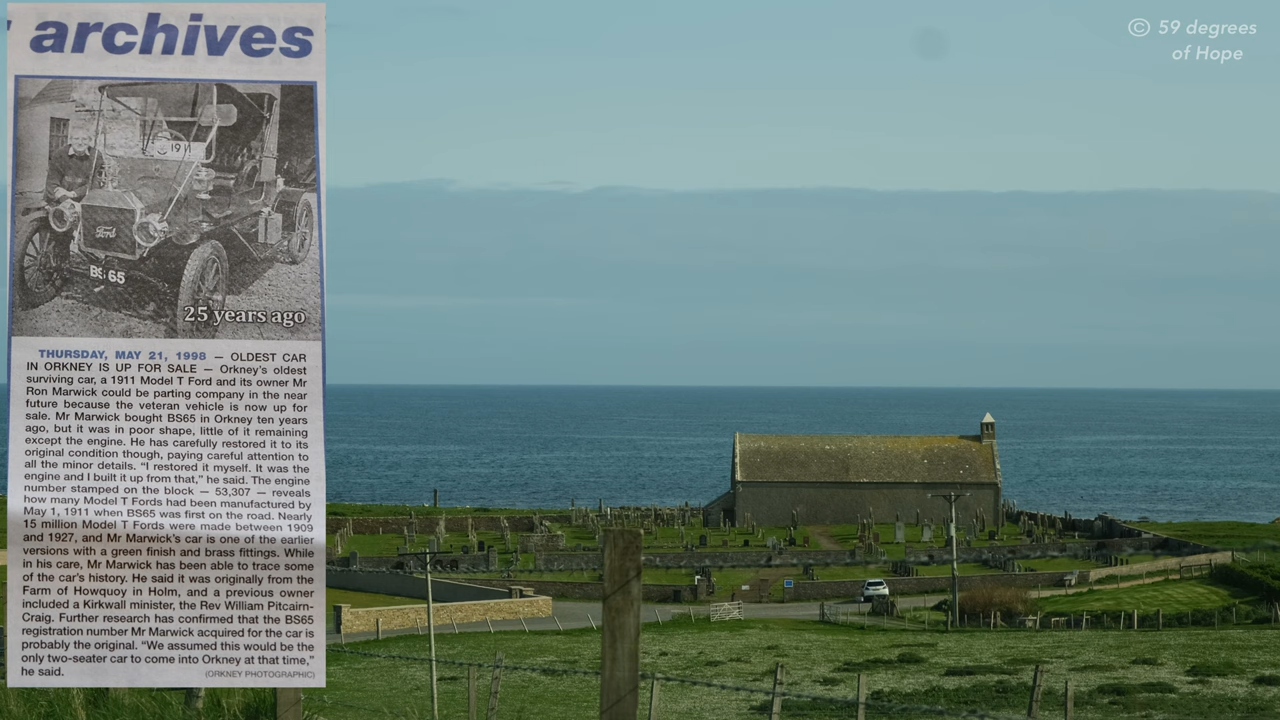 archives
1911
Ford
BS 65
25 years ago
THURSDAY, MAY 21, 1998 — OLDEST CAR
IN ORKNEY IS UP FOR SALE — Orkney's oldest
surviving car, a 1911 Model T Ford and its owner Mr
Ron Marwick could be parting company in the near
future because the veteran vehicle is now up for
sale. Mr Marwick bought BS65 in Orkney ten years
ago, but it was in poor shape, little of it remaining
except the engine. He has carefully restored it to its
original condition though, paying careful attention to
all the minor details. “I restored it myself. It was the
engine and I built it up from that,” he said. The engine
number stamped on the block — 53,307 — reveals
how many Model T Fords had been manufactured by
May 1, 1911 when BS65 was first on the road. Nearly
15 million Model T Fords were made between 1909
and 1927, and Mr Marwick's car is one of the earlier
versions with a green finish and brass fittings. While
in his care, Mr Marwick has been able to trace some
of the car's history. He said it was originally from the
Farm of Howquoy in Holm, and a previous owner
included a Kirkwall minister, the Rev William Pitcairn-
Craig. Further research has confirmed that the BS65
registration number Mr Marwick acquired for the car is
probably the original. “We assumed this would be the
only two-seater car to come into Orkney at that time,”
he said.
(ORKNEY PHOTOGRAPHIC)
© 59 degrees
of Hope